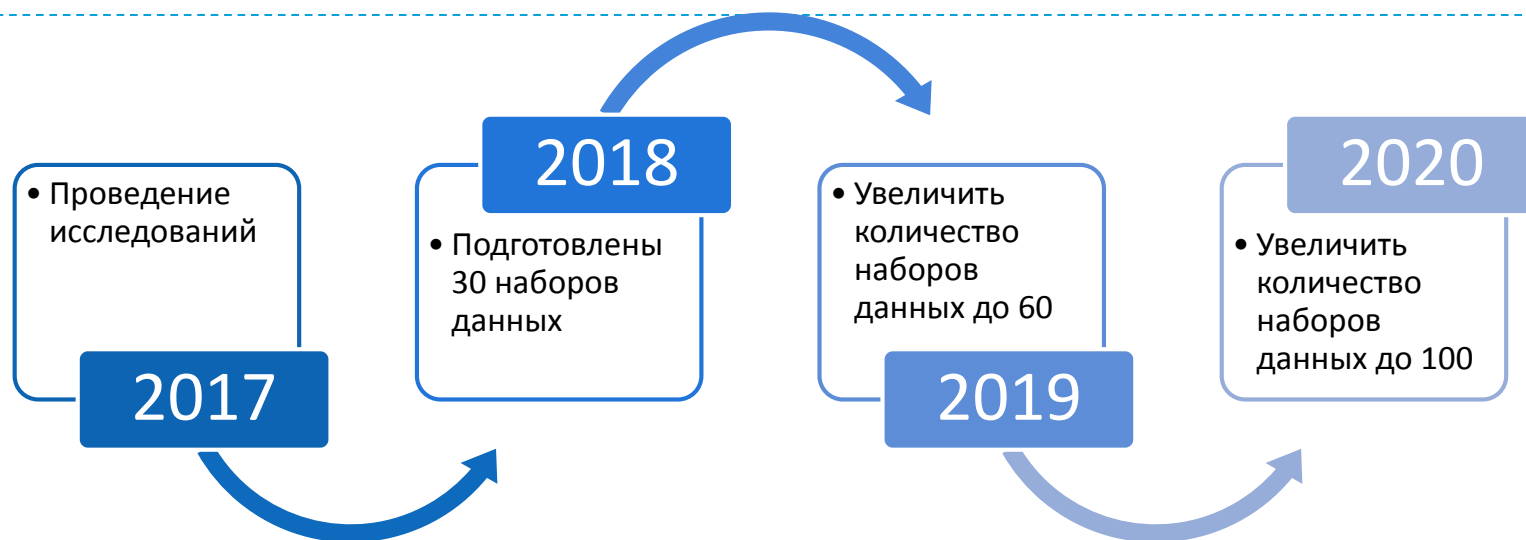 • Проведение
исследований
2017
2018
• Подготовлены
30 наборов
данных
• Увеличить
количество
наборов
данных до 60
2019
2020
• Увеличить
количество
наборов
данных до 100